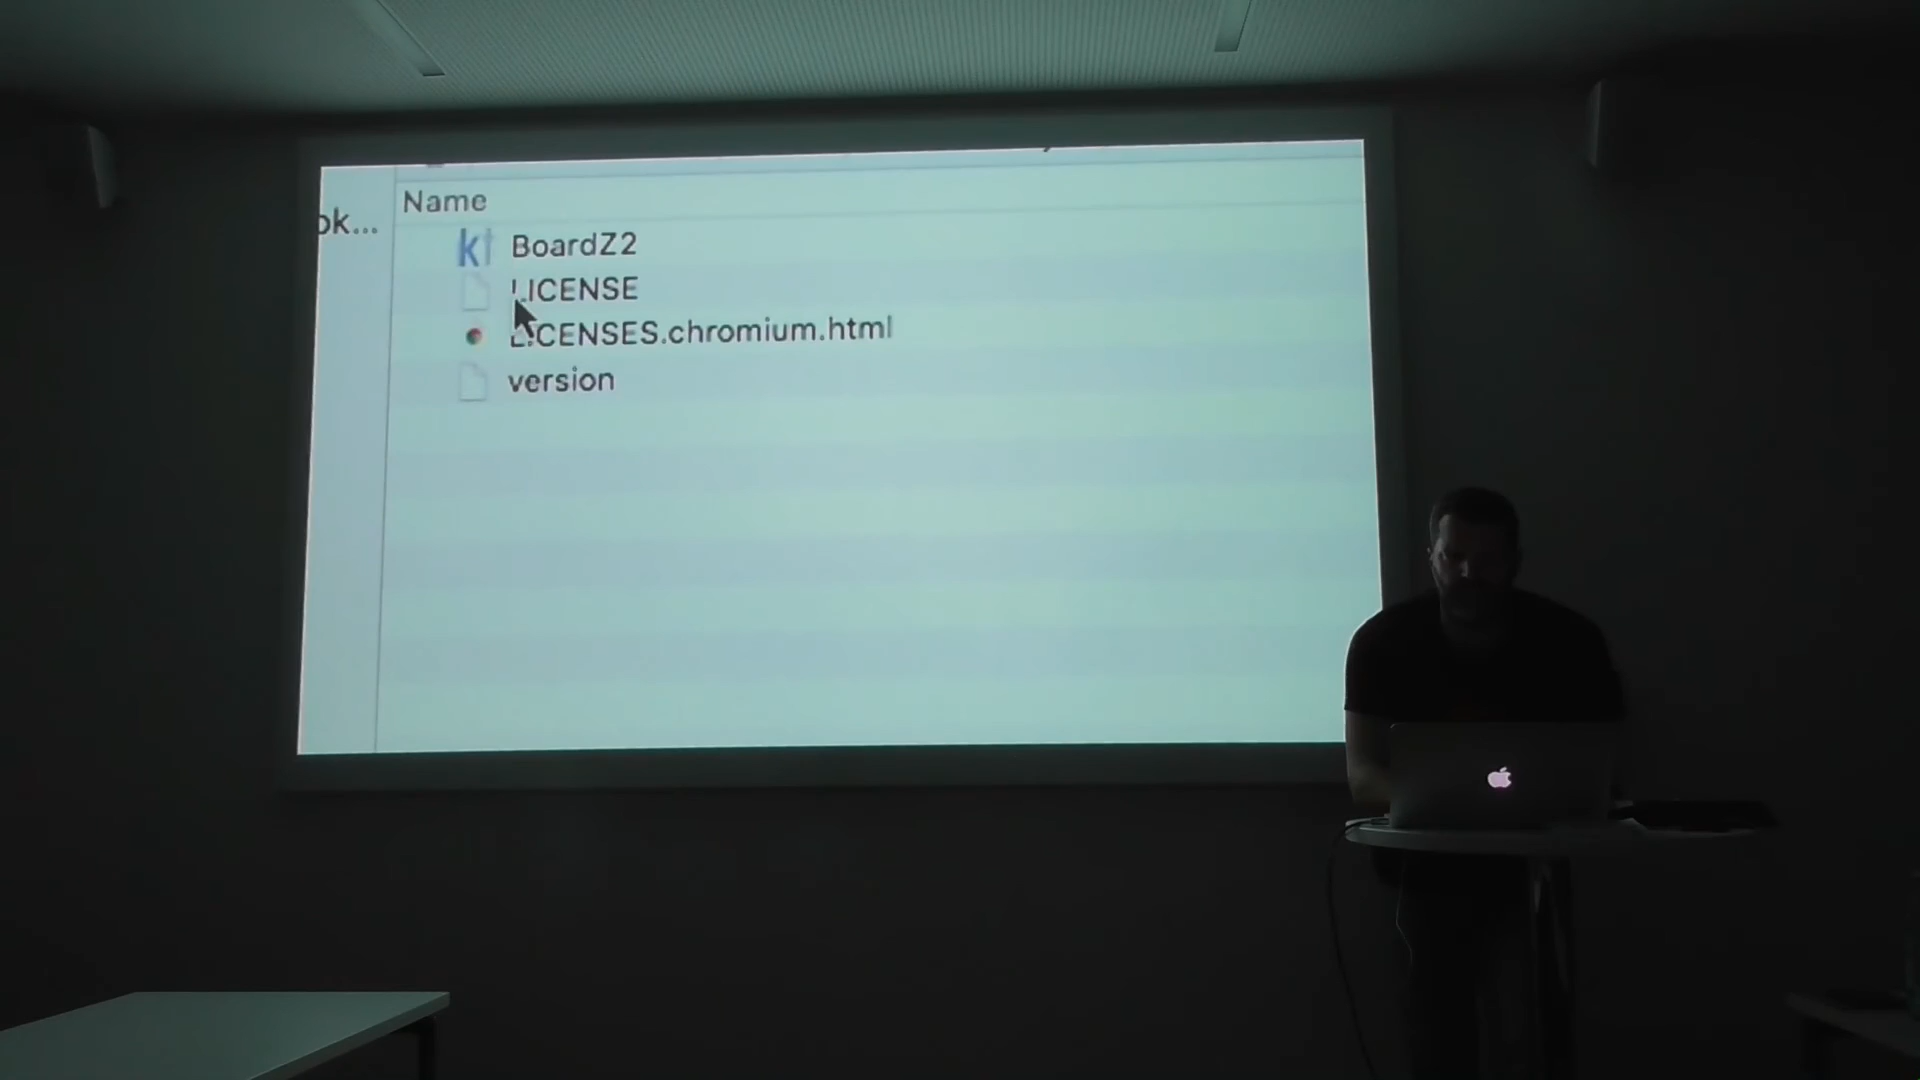 Name
ok...
BoardZ2
LICENSE
LICENSES.chromium.html
version